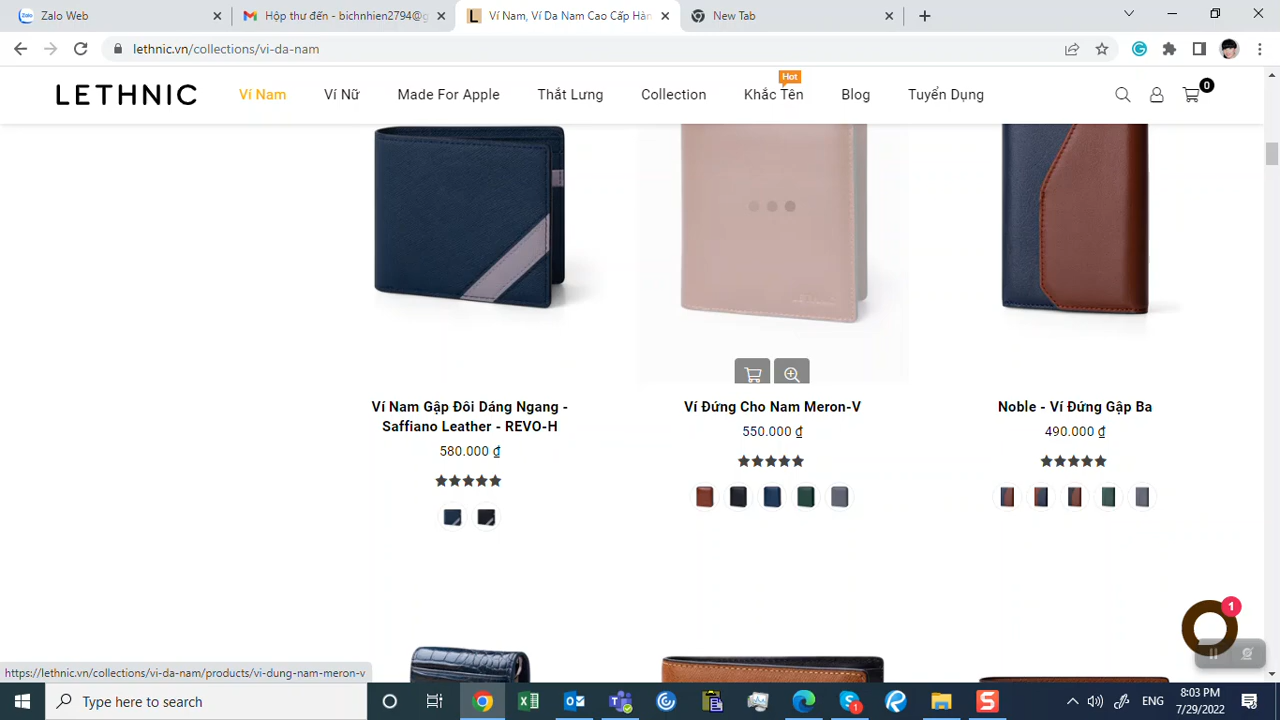 Zalo Web
Hộp thư đến - bichnhien2794@g
Ví Nam, Ví Da Nam Cao Cấp Hàn
New Tab
lethnic.vn/collections/vi-da-nam
Hot
LETHNIC
Ví Nam
Ví Nữ
Made For Apple
Thắt Lưng
Collection
Khắc Tên
Blog
Tuyển Dụng
0
Ví Nam Gập Đôi Dáng Ngang -
Saffiano Leather - REVO-H
580.000 ₫
Ví Đứng Cho Nam Meron-V
550.000 ₫
Noble - Ví Đứng Gập Ba
490.000 ₫
1
https://lethnic.vn/collections/vi-da-nam/products/vi-dung-nam-meron-v
Type here to search
1
ENG
8:03 PM
7/29/2022